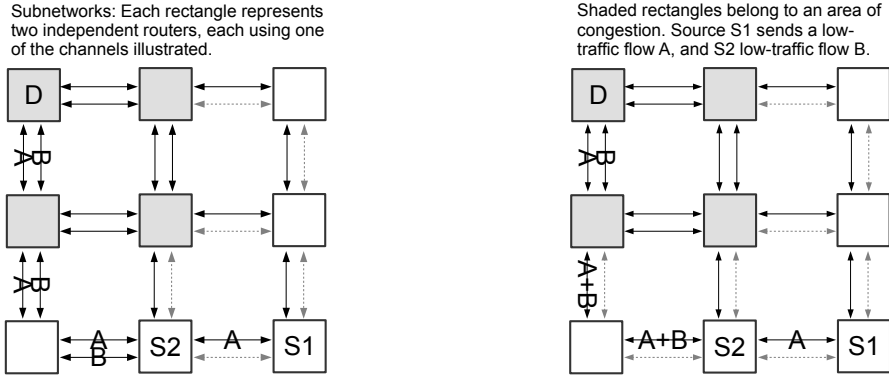 Subnetworks: Each rectangle represents
two independent routers, each using one
of the channels illustrated.
D
A
B
A
B
A
B
S2
A
S1
Shaded rectangles belong to an area of
congestion. Source S1 sends a low-
traffic flow A, and S2 low-traffic flow B.
D
A
B
A+B
A+B
S2
A
S1